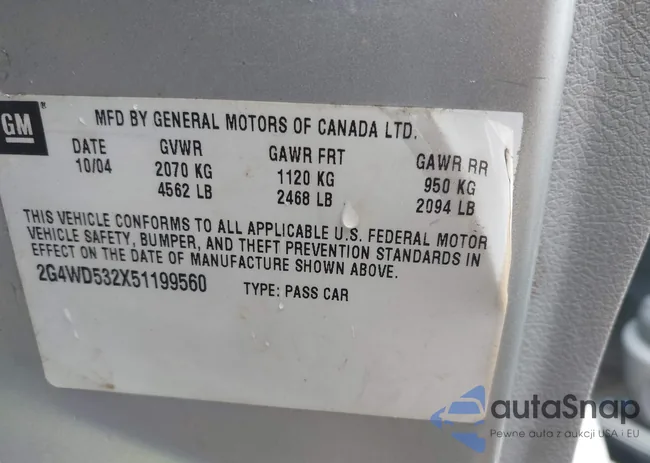 GM
MFD BY GENERAL MOTORS OF CANADA LTD.
DATE GVWR GAWR FRT GAWR RR
10/04 2070 KG 1120 KG 950 KG
4562 LB 2468 LB 2094 LB
THIS VEHICLE CONFORMS TO ALL APPLICABLE U.S. FEDERAL MOTOR
VEHICLE SAFETY, BUMPER, AND THEFT PREVENTION STANDARDS IN
EFFECT ON THE DATE OF MANUFACTURE SHOWN ABOVE.
2G4WD532X51199560 TYPE: PASS CAR
autaSnap
Pewne auta z aukcji USA i EU